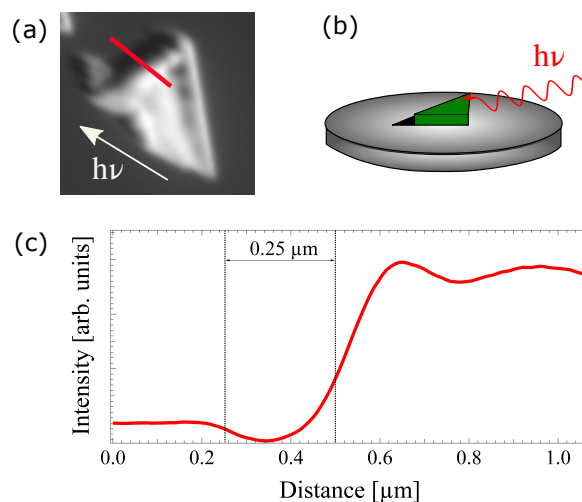 (a)
hν
(b)
hν
(c)
0.25 µm
Intensity [arb. units]
0.0 0.2 0.4 0.6 0.8 1.0
Distance [µm]